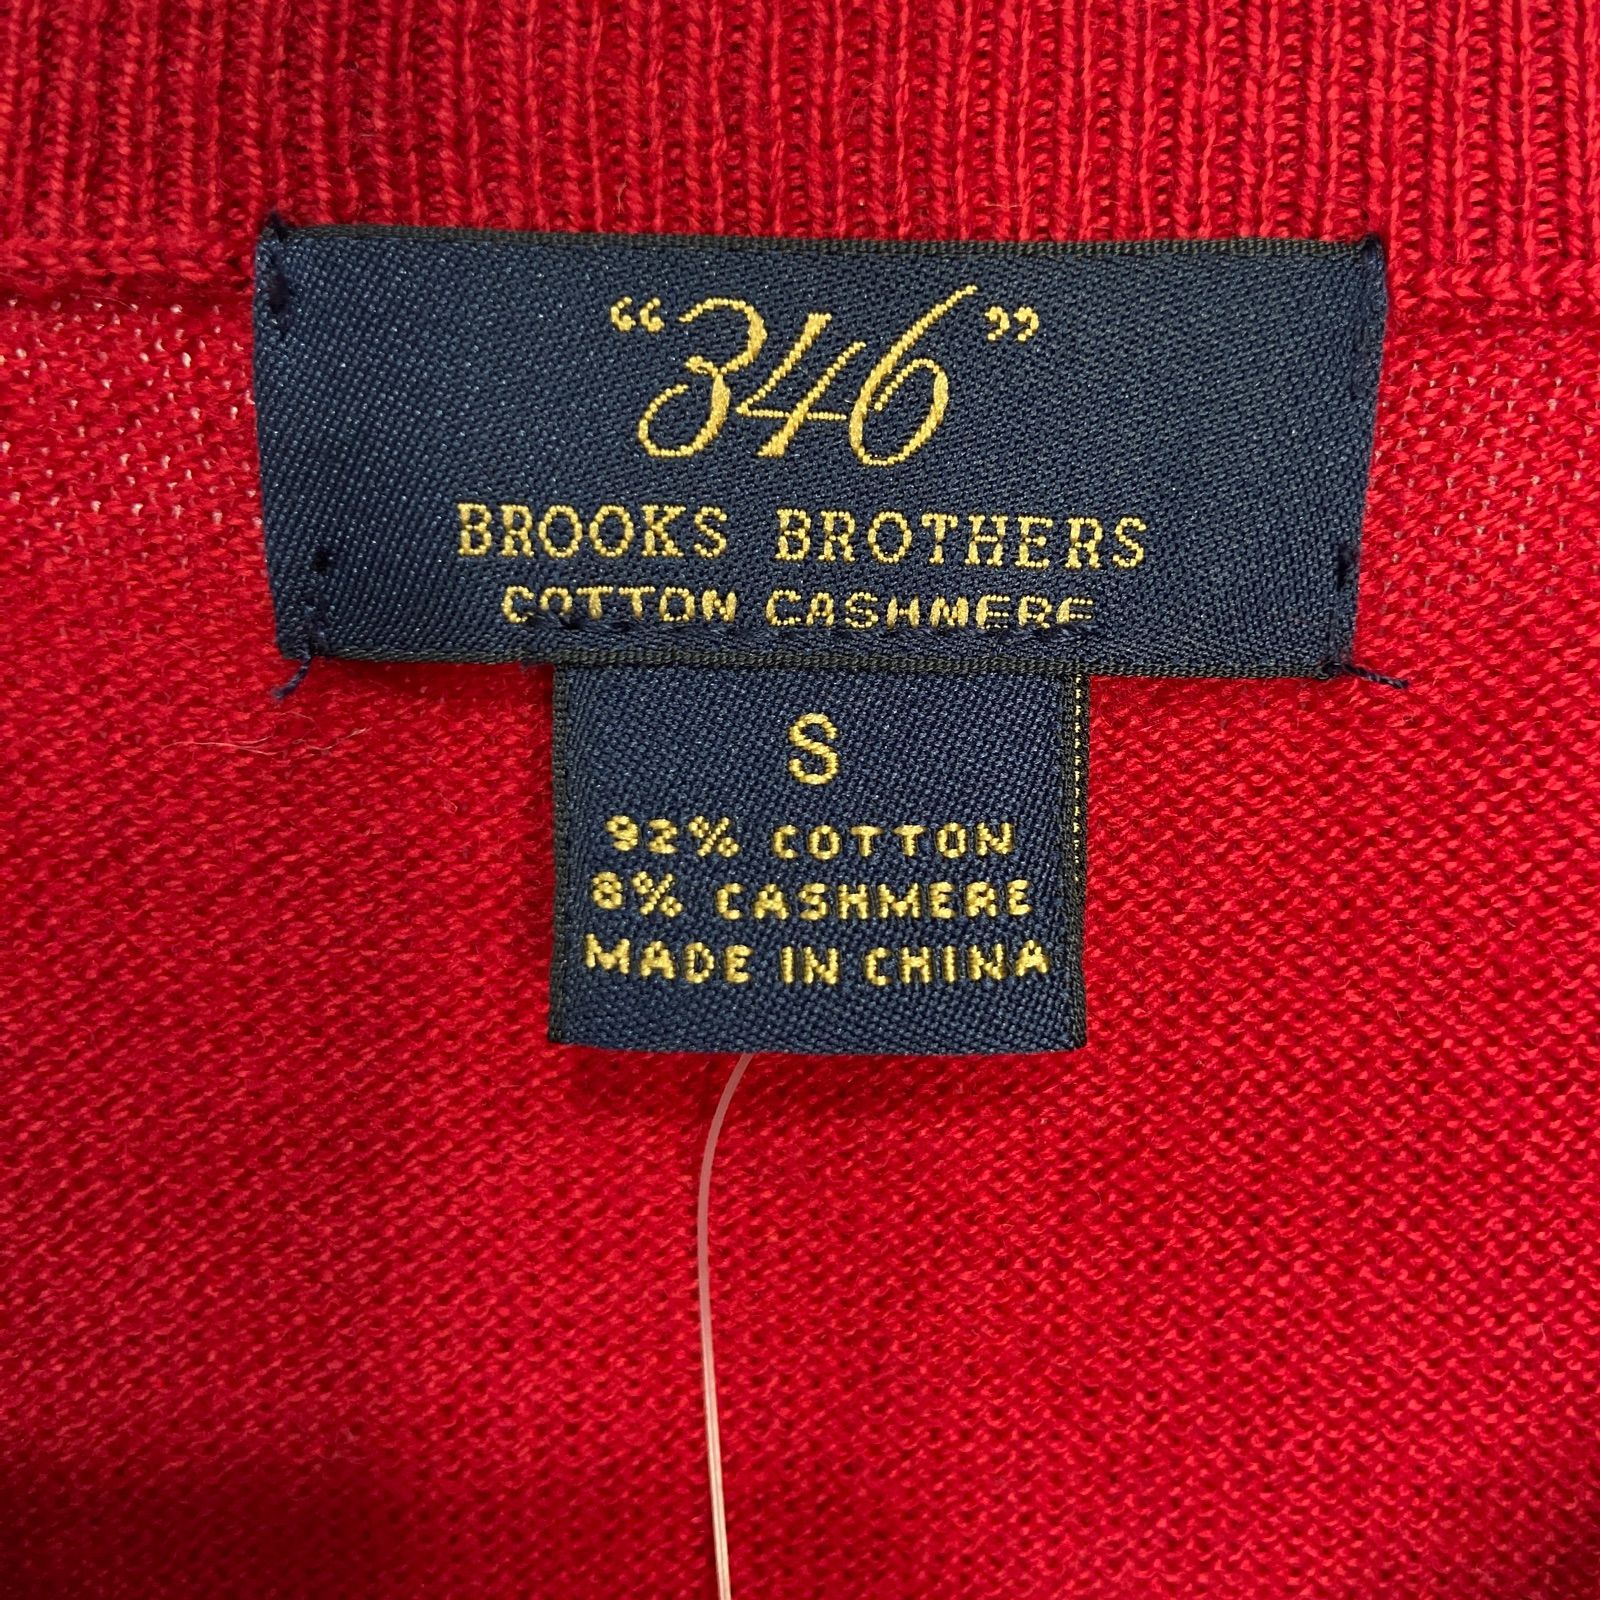 “346”
BROOKS BROTHERS
COTTON CASHMERE
S
92% COTTON
8% CASHMERE
MADE IN CHINA